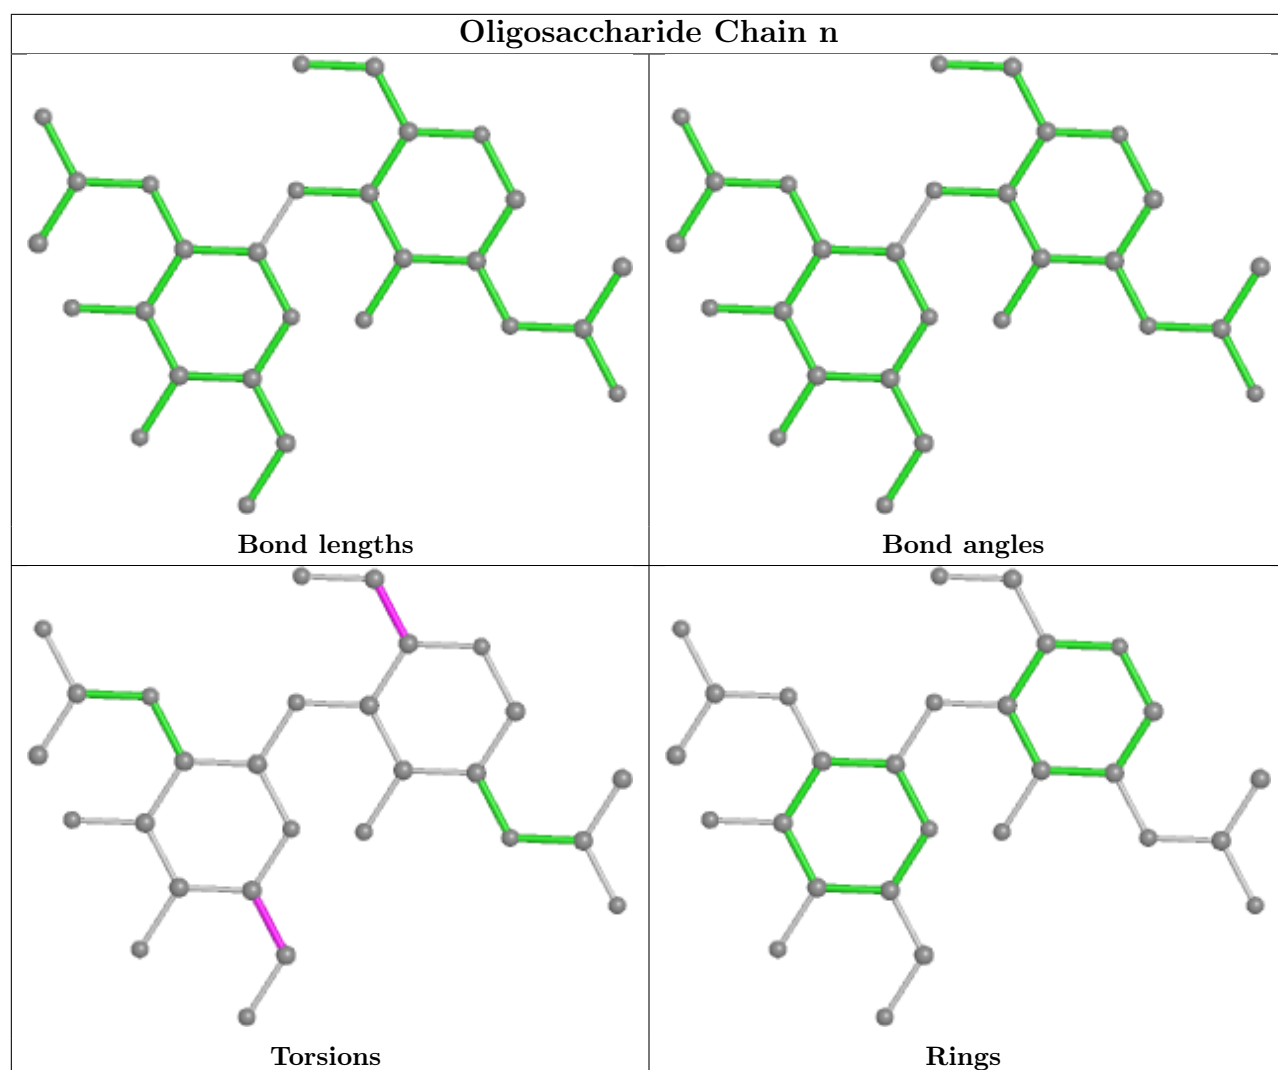 Oligosaccharide Chain n
Bond lengths
Bond angles
Torsions
Rings